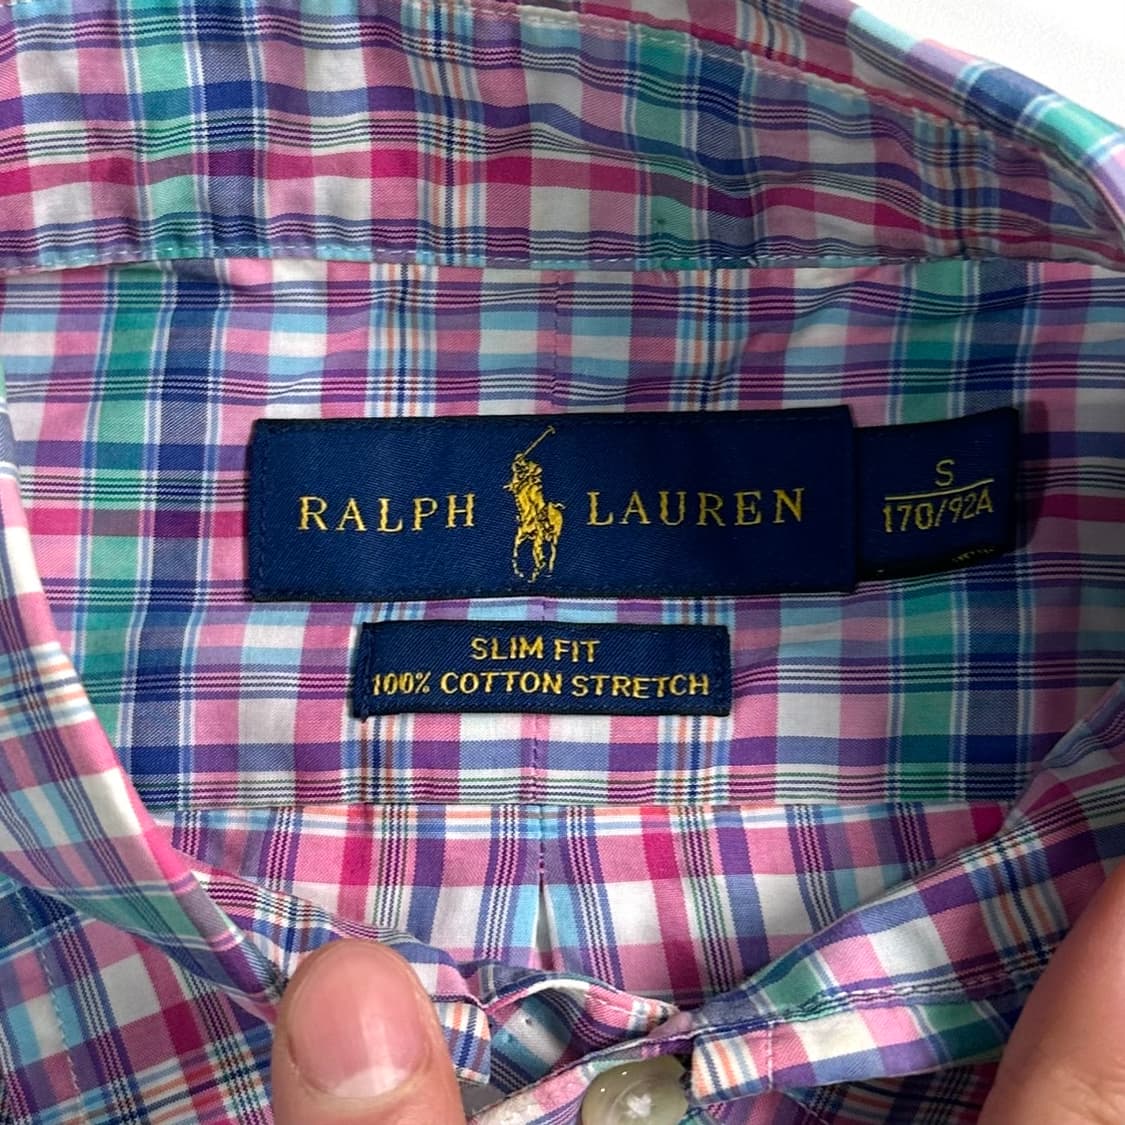 RALPH LAUREN
S
170/92A
SLIM FIT
100% COTTON STRETCH